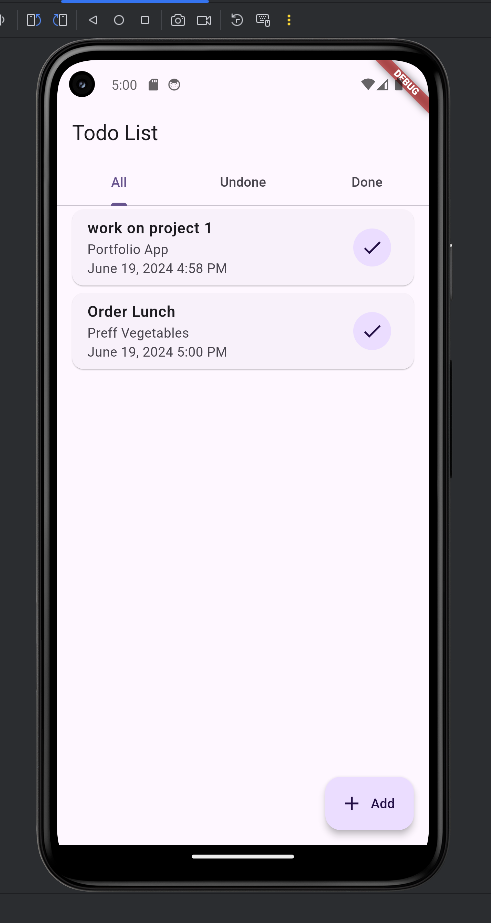 5:00
DEBUG
Todo List
All Undone Done
work on project 1
Portfolio App
June 19, 2024 4:58 PM
Order Lunch
Preff Vegetables
June 19, 2024 5:00 PM
+ Add